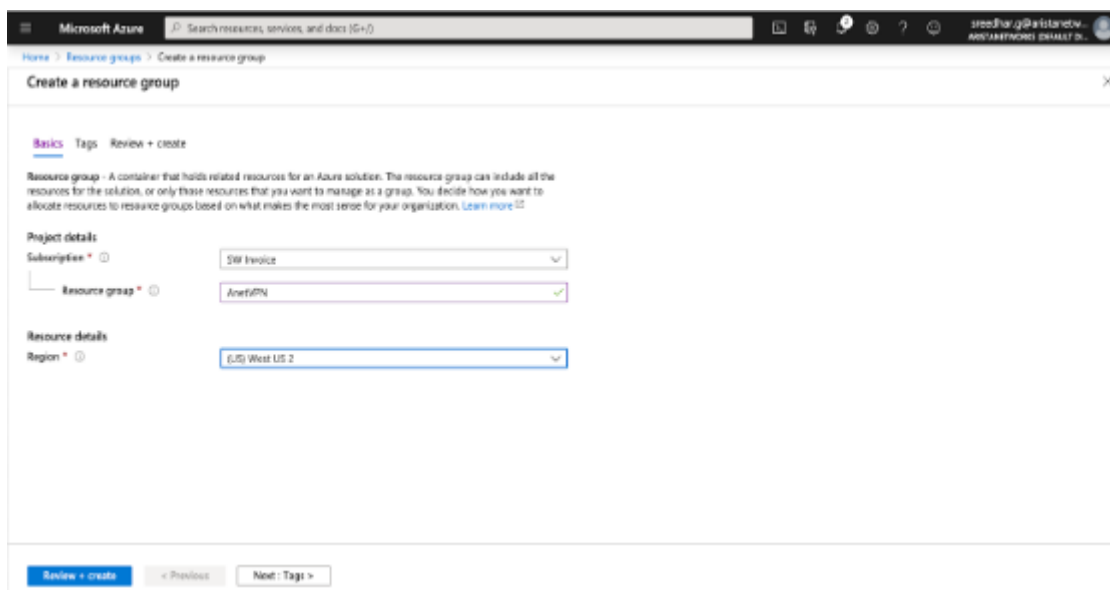 Microsoft Azure
Search resources, services, and docs (G+/)
sreedhar.g@aristanetw...
ARISTANETWORKS (DEFAULT DI...
Home > Resource groups > Create a resource group
Create a resource group
Basics Tags Review + create
Resource group - A container that holds related resources for an Azure solution. The resource group can include all the
resources for the solution, or only those resources that you want to manage as a group. You decide how you want to
allocate resources to resource groups based on what makes the most sense for your organization. Learn more
Project details
Subscription *
SW Invoice
Resource group *
AnetVPN
Resource details
Region *
(US) West US 2
Review + create
< Previous
Next : Tags >